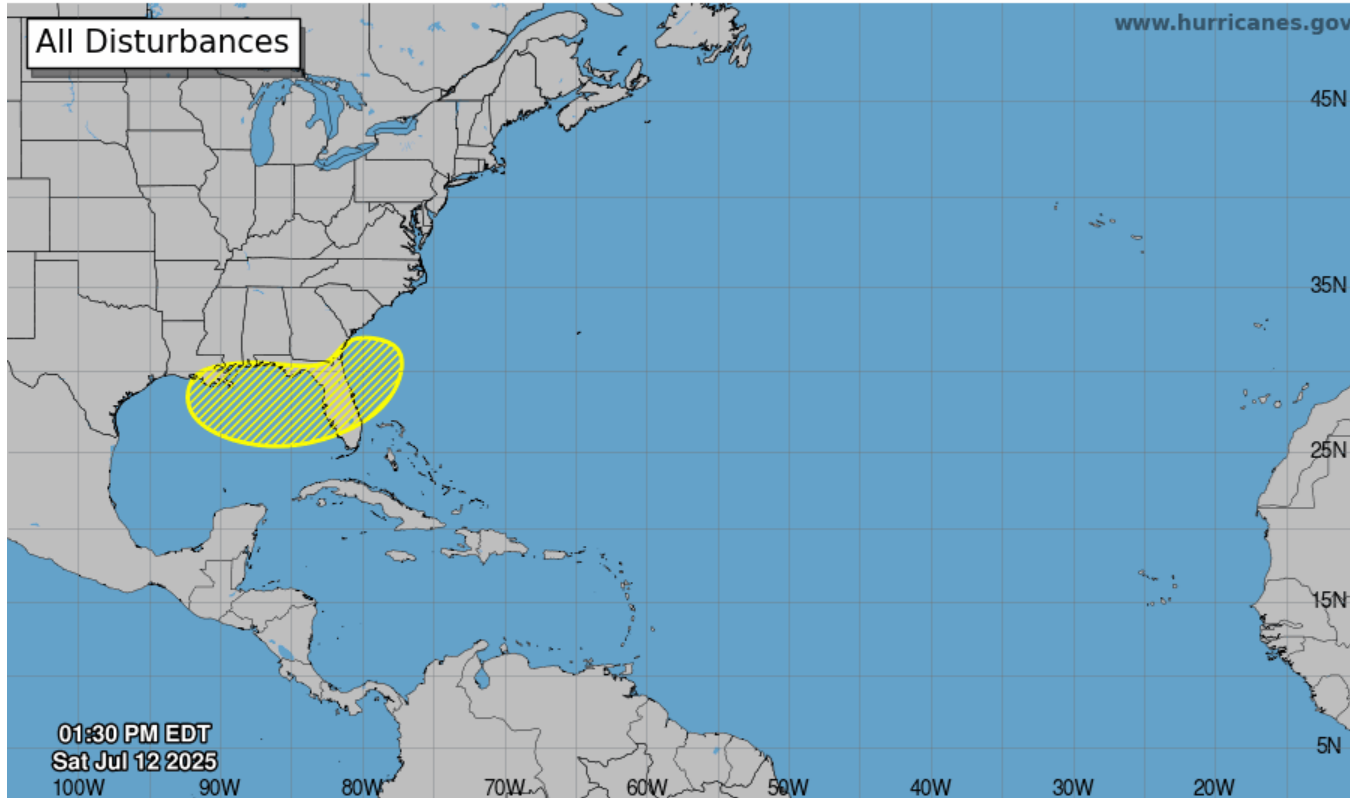 All Disturbances
www.hurricanes.gov
45N
35N
25N
15N
5N
01:30 PM EDT
Sat Jul 12 2025
100W 90W 80W 70W 60W 50W 40W 30W 20W